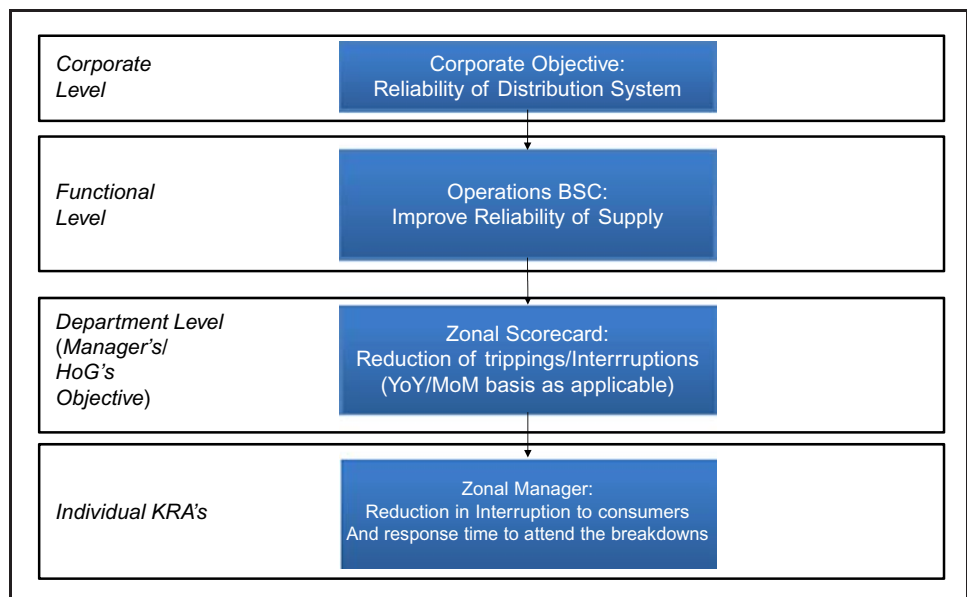 Corporate
Level
Corporate Objective:
Reliability of Distribution System
Functional
Level
Operations BSC:
Improve Reliability of Supply
Department Level
(Manager's/
HoG's
Objective)
Zonal Scorecard:
Reduction of trippings/Interrruptions
(YoY/MoM basis as applicable)
Individual KRA's
Zonal Manager:
Reduction in Interruption to consumers
And response time to attend the breakdowns